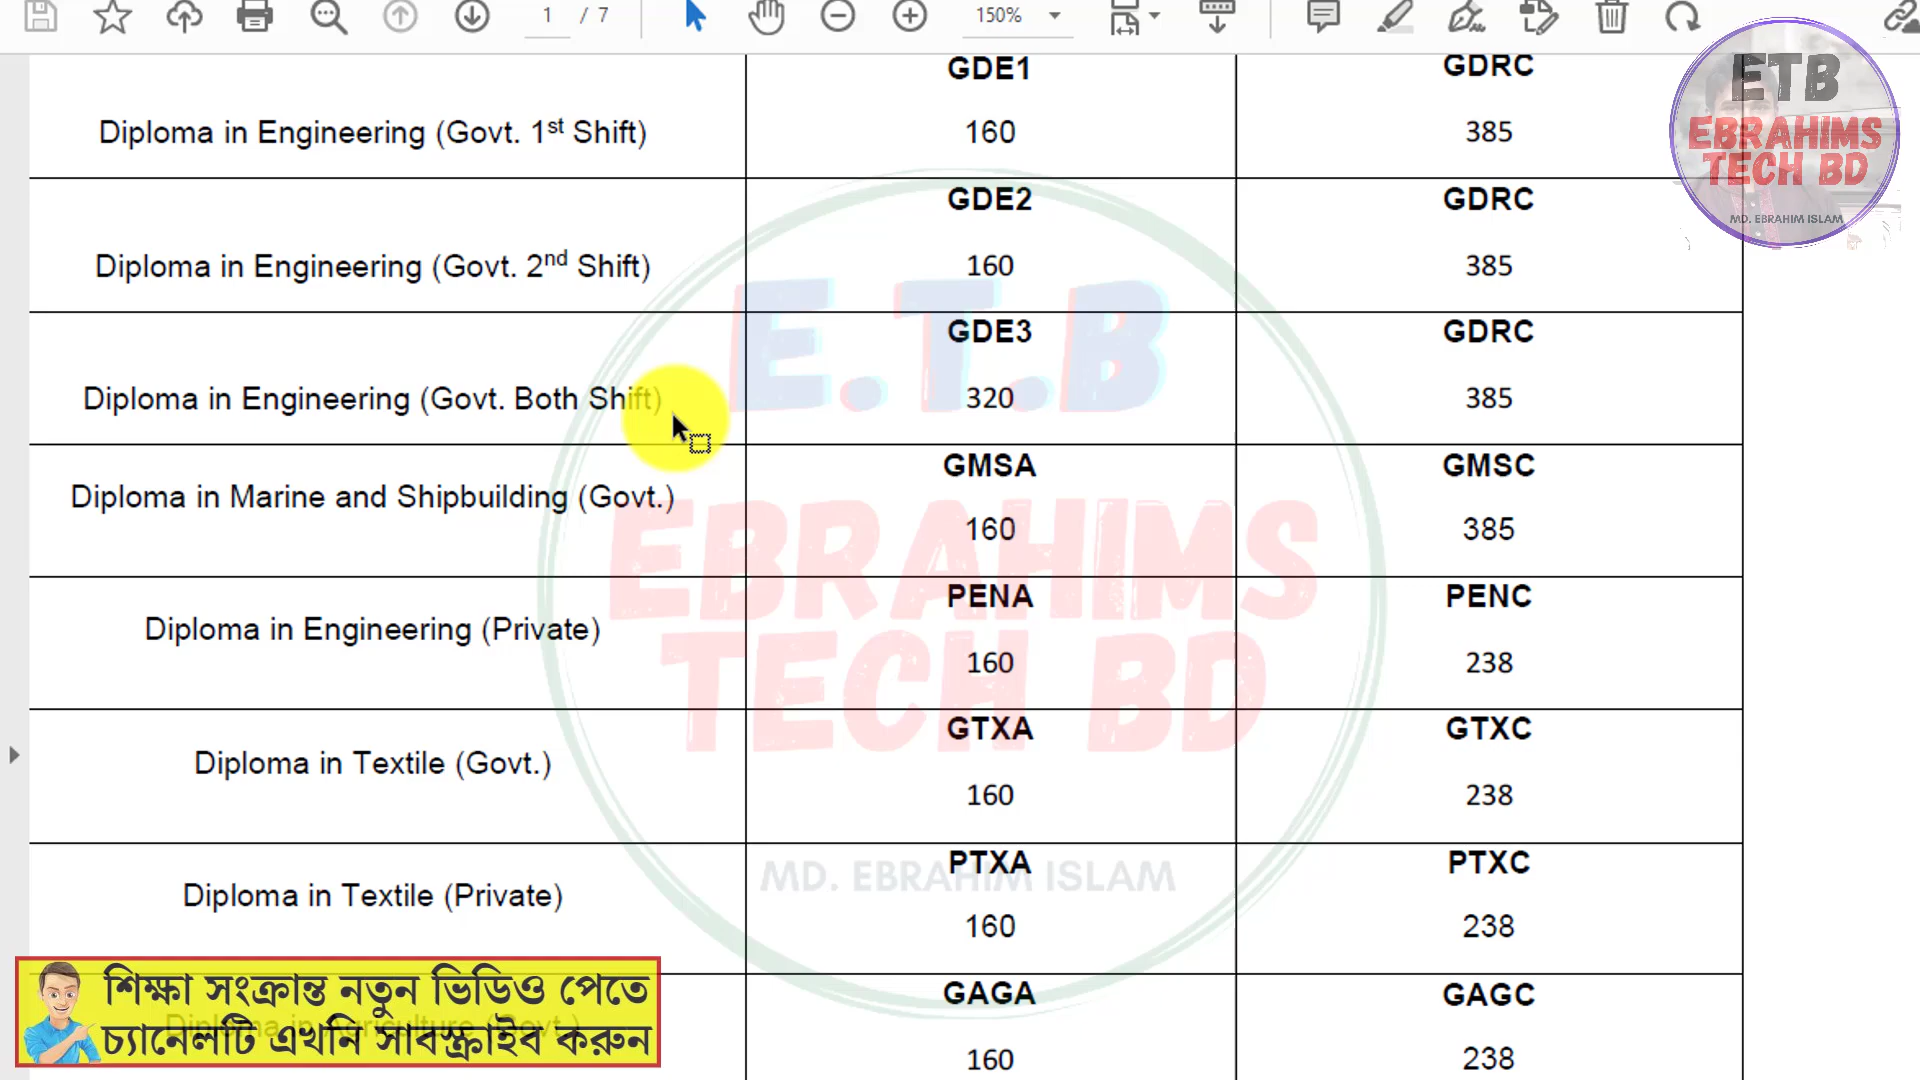 1 / 7 150%
GDE1 GDRC
Diploma in Engineering (Govt. 1st Shift) 160 385
GDE2 GDRC
Diploma in Engineering (Govt. 2nd Shift) 160 385
GDE3 GDRC
Diploma in Engineering (Govt. Both Shift) 320 385
GMSA GMSC
Diploma in Marine and Shipbuilding (Govt.)
160 385
PENA PENC
Diploma in Engineering (Private)
160 238
GTXA GTXC
Diploma in Textile (Govt.)
160 238
PTXA PTXC
Diploma in Textile (Private)
160 238
GAGA GAGC
Diploma in Agriculture (Govt.)
160 238
E.T.B
EBRAHIMS
TECH BD
MD. EBRAHIM ISLAM
ETB
EBRAHIMS
TECH BD
MD. EBRAHIM ISLAM
শিক্ষা সংক্রান্ত নতুন ভিডিও পেতে
চ্যানেলটি এখনি সাবস্ক্রাইব করুন